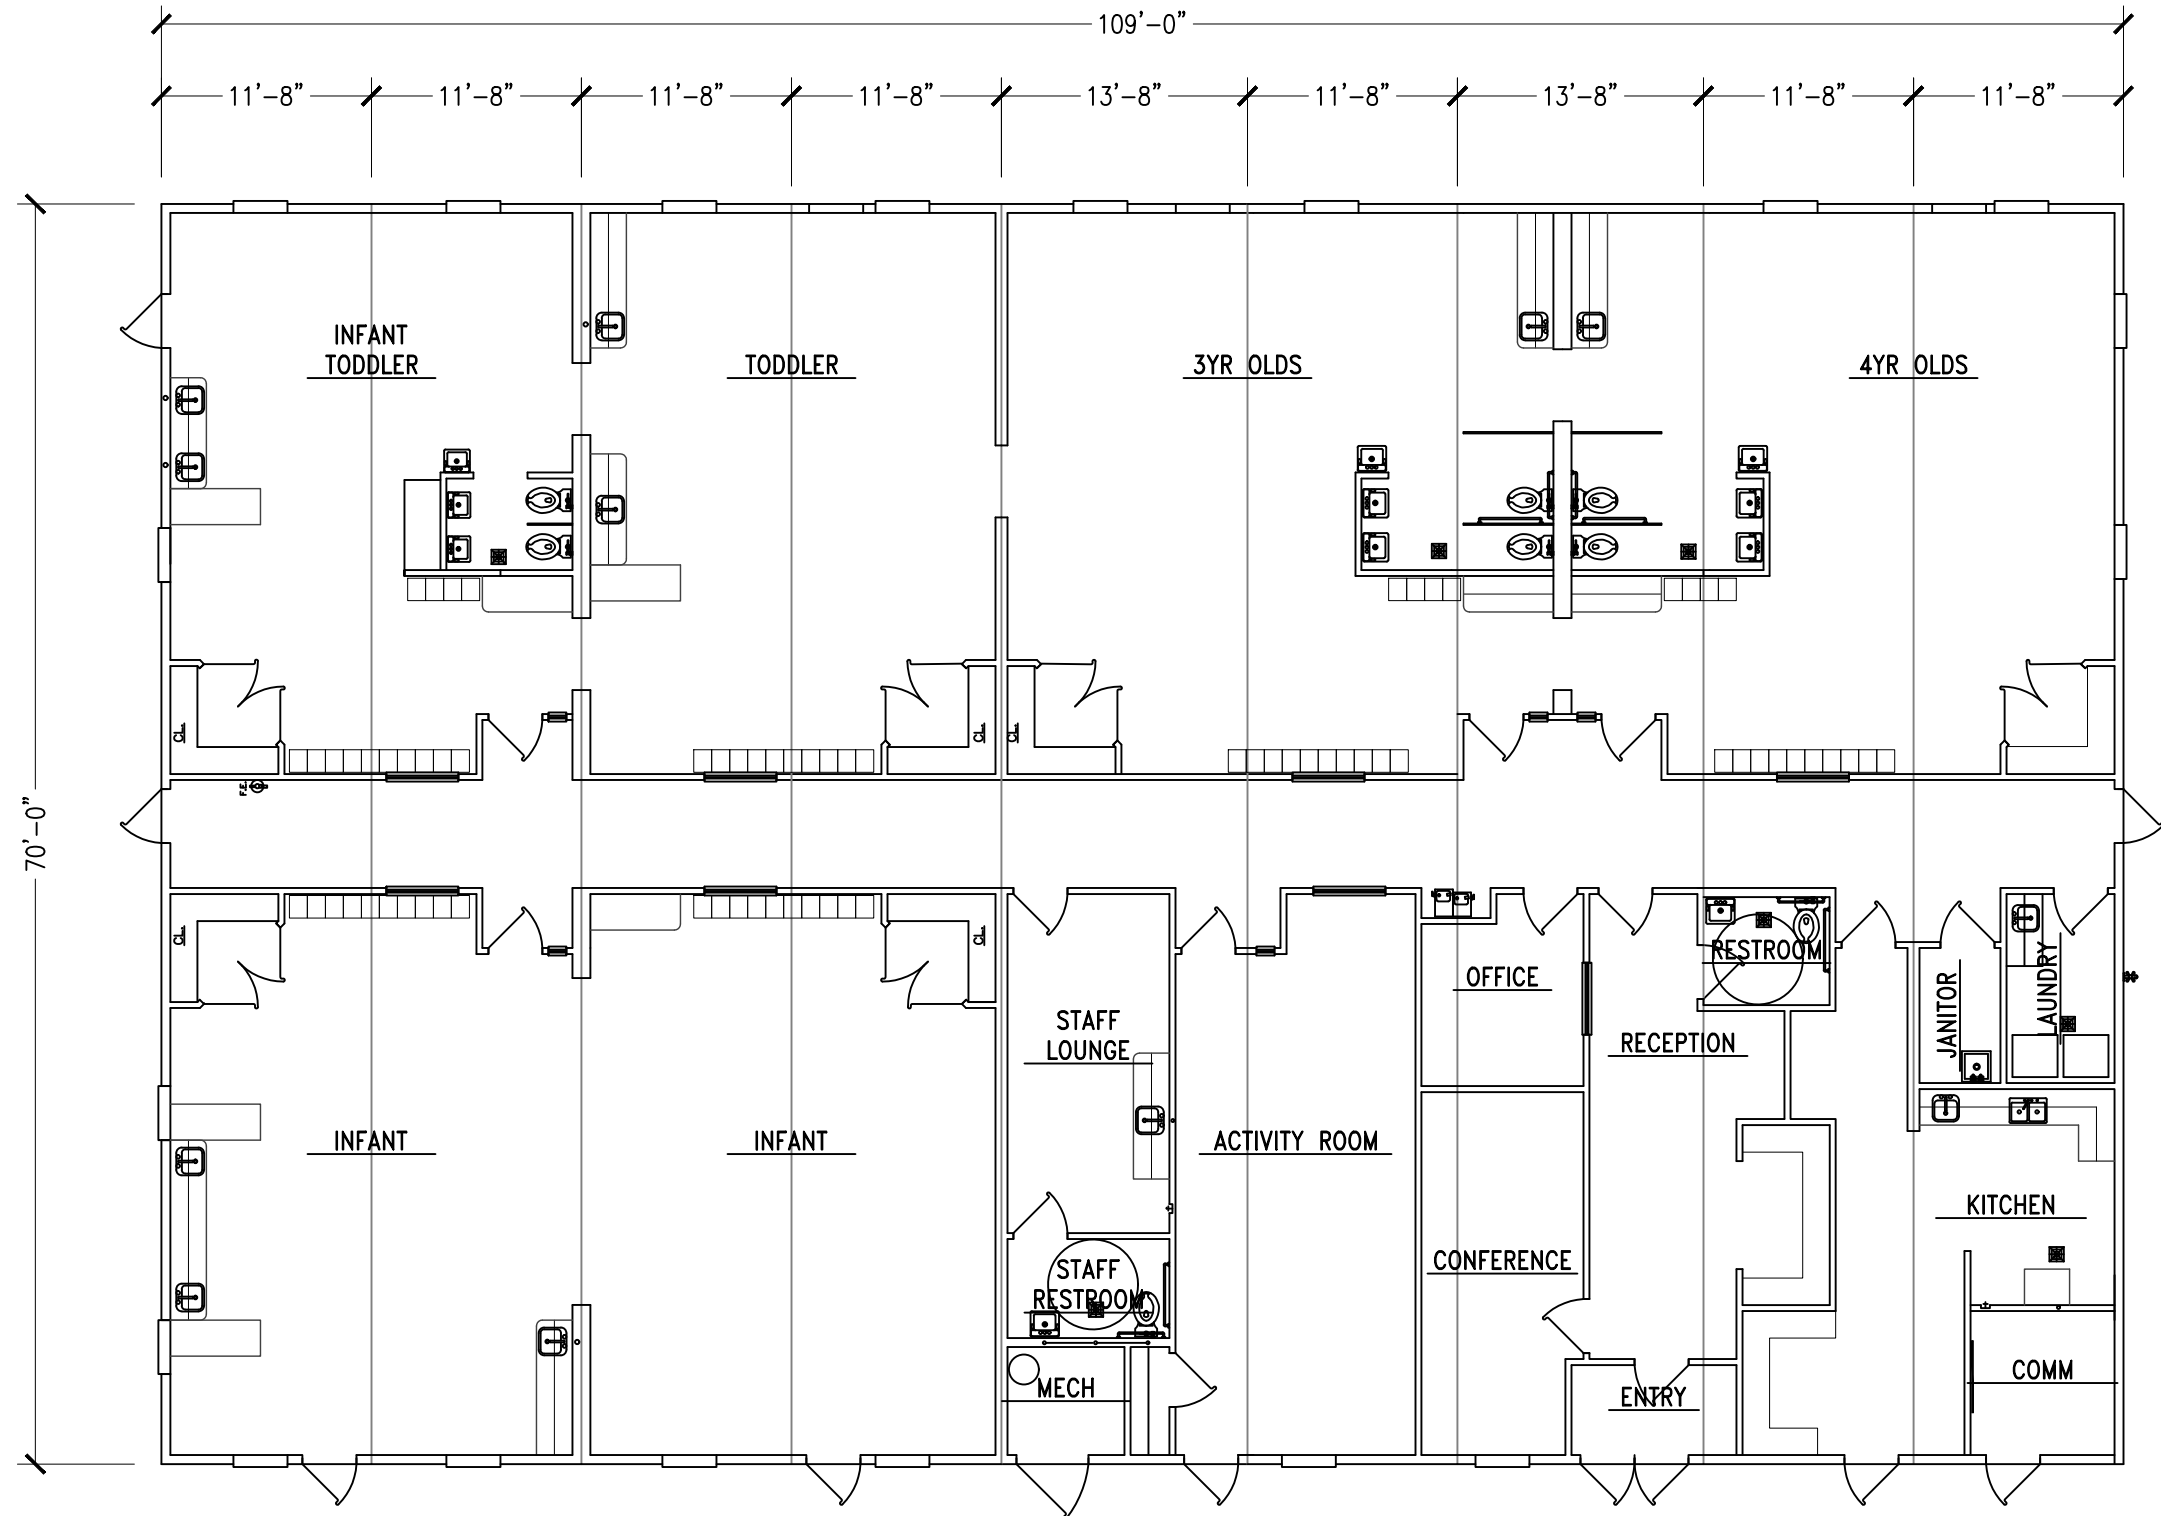 109'-0"
11'-8"
11'-8"
11'-8"
11'-8"
13'-8"
11'-8"
13'-8"
11'-8"
11'-8"
70'-0"
INFANT
TODDLER
TODDLER
3YR OLDS
4YR OLDS
CL.
CL.
CL.
F.E.
CL.
CL.
INFANT
INFANT
STAFF
LOUNGE
STAFF
RESTROOM
MECH
ACTIVITY ROOM
OFFICE
CONFERENCE
RECEPTION
RESTROOM
ENTRY
JANITOR
LAUNDRY
KITCHEN
COMM